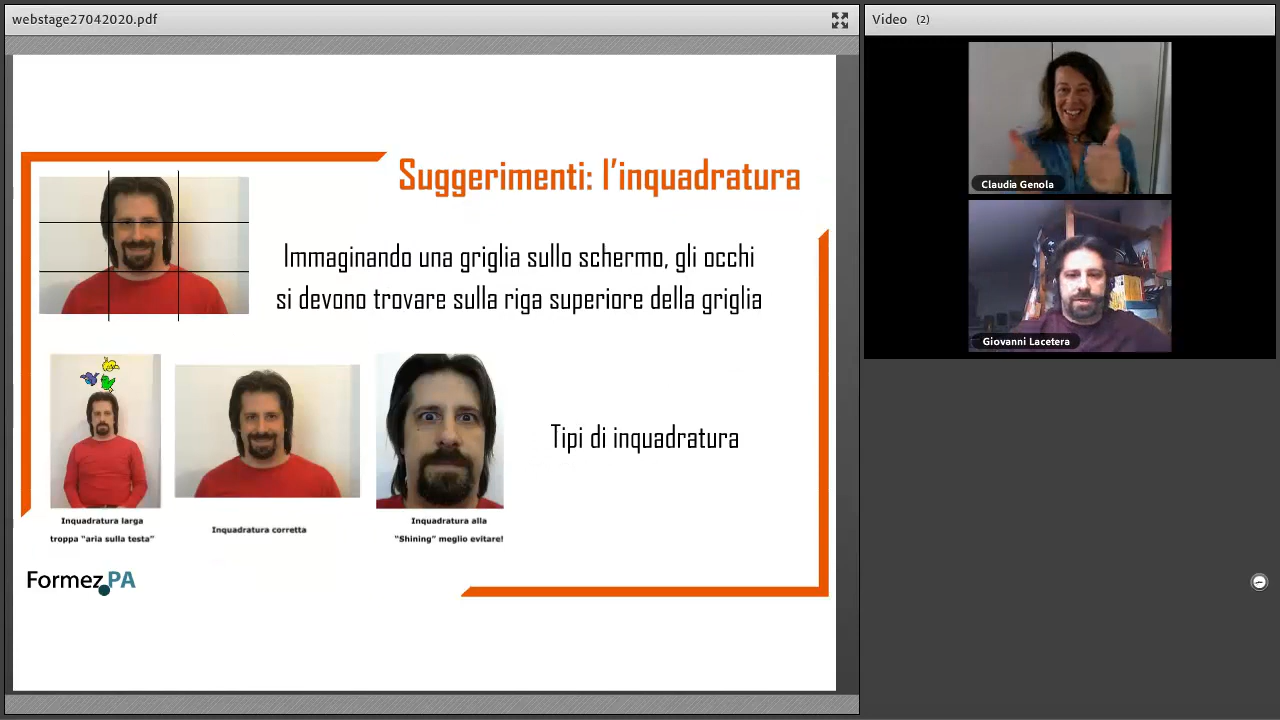 webstage27042020.pdf
Video (2)
Claudia Genola
Giovanni Lacetera
Suggerimenti: l'inquadratura
Immaginando una griglia sullo schermo, gli occhi
si devono trovare sulla riga superiore della griglia
Tipi di inquadratura
Inquadratura larga
troppa "aria sulla testa"
Inquadratura corretta
Inquadratura alla
"Shining" meglio evitare!
Formez PA